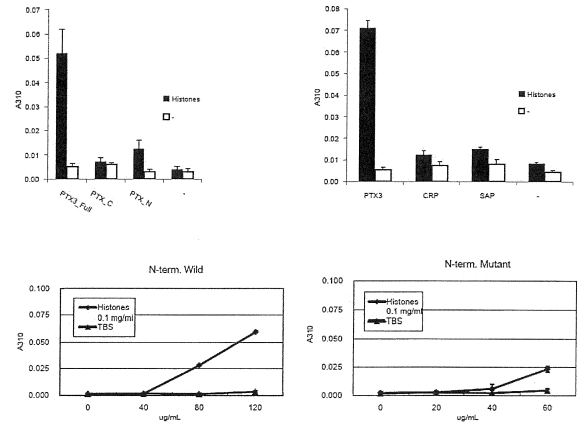 0.07
0.06
0.05
0.04
0.03
0.02
0.01
0.00
A310
Histones
-
PTX3_Full
PTX_C
PTX_N
-
0.08
0.07
0.06
0.05
0.04
0.03
0.02
0.01
0.00
A310
Histones
-
PTX3
CRP
SAP
-
N-term. Wild
0.100
0.075
0.050
0.025
0.000
A310
Histones
0.1 mg/ml
TBS
0
40
80
120
ug/mL
N-term. Mutant
0.100
0.075
0.050
0.025
0.000
A310
Histones
0.1 mg/ml
TBS
0
20
40
60
ug/mL